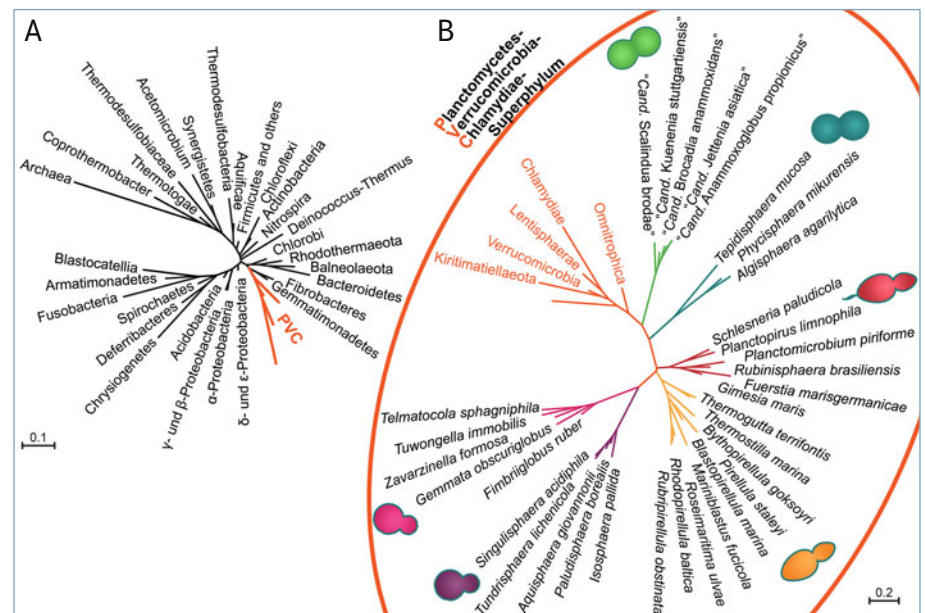 A
Archaea
Coprothermobacter
Thermodesulfobiaceae
Thermotogae
Acetomicrobium
Synergistetes
Thermodesulfobacteria
Aquificae
Firmicutes and others
Chloroflexi
Actinobacteria
Nitrospira
Deinococcus-Thermus
Chlorobi
Rhodothermaeota
Balneolaeota
Bacteroidetes
Fibrobacteres
Gemmatimonadetes
PVC
δ- und ε-Proteobacteria
α-Proteobacteria
γ- und β-Proteobacteria
Acidobacteria
Chrysiogenetes
Deferribacteres
Spirochaetes
Fusobacteria
Armatimonadetes
Blastocatellia
0.1
B
Planctomycetes-
Verrucomicrobia-
Chlamydiae-
Superphylum
Chlamydiae
Lentisphaerae
Verrucomicrobia
Kiritimatiellaeota
Omnitrophica
"Cand. Scalindua brodae"
"Cand. Kuenenia stuttgartiensis"
"Cand. Brocadia anammoxidans"
"Cand. Jettenia asiatica"
"Cand. Anammoxoglobus propionicus"
Tepidisphaera mucosa
Phycisphaera mikurensis
Algisphaera agarilytica
Schlesneria paludicola
Planctopirus limnophila
Planctomicrobium piriforme
Rubinisphaera brasiliensis
Fuerstia marisgermanicae
Gimesia maris
Thermogutta terrifontis
Thermostilla marina
Bythopirellula goksoyri
Pirellula staleyi
Blastopirellula marina
Mariniblastus fucicola
Roseimaritima ulvae
Rhodopirellula baltica
Rubripirellula obstinata
Isosphaera pallida
Paludisphaera borealis
Aquisphaera giovannonii
Tundrisphaera lichenicola
Singulisphaera acidiphila
Fimbriiglobus ruber
Gemmata obscuriglobus
Zavarzinella formosa
Tuwongella immobilis
Telmatocola sphagniphila
0.2